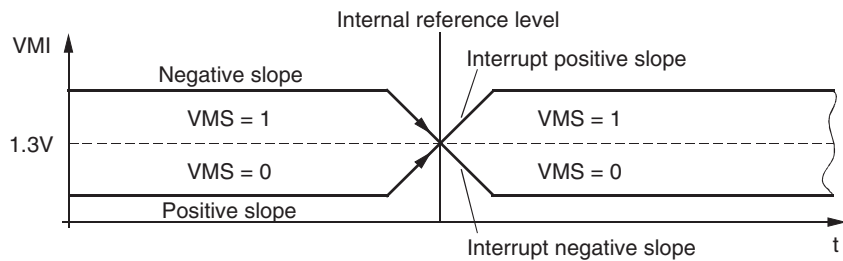 Internal reference level
VMI
Negative slope
Interrupt positive slope
VMS = 1
VMS = 1
1.3V
VMS = 0
VMS = 0
Positive slope
Interrupt negative slope
t